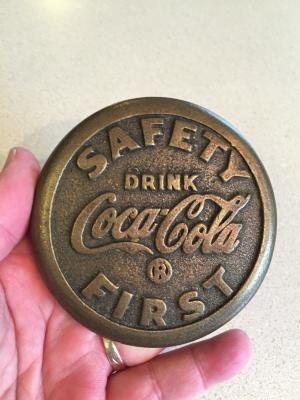 SAFETY
DRINK
Coca-Cola
®
FIRST